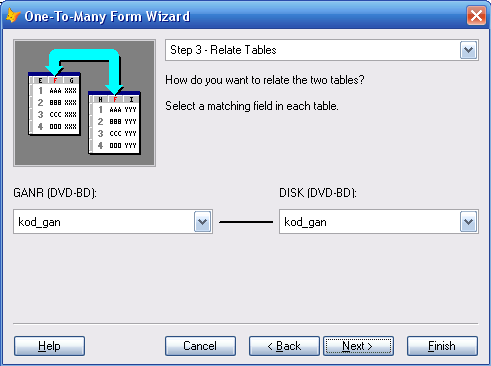 One-To-Many Form Wizard
Step 3 - Relate Tables
How do you want to relate the two tables?
Select a matching field in each table.
E F G
1 AAA XXX
2 BBB XXX
3 CCC XXX
4 DDD XXX
H F I
1 AAA YYY
2 BBB YYY
3 CCC YYY
4 DDD YYY
GANR (DVD-BD):
DISK (DVD-BD):
kod_gan
kod_gan
Help
Cancel
< Back
Next >
Finish